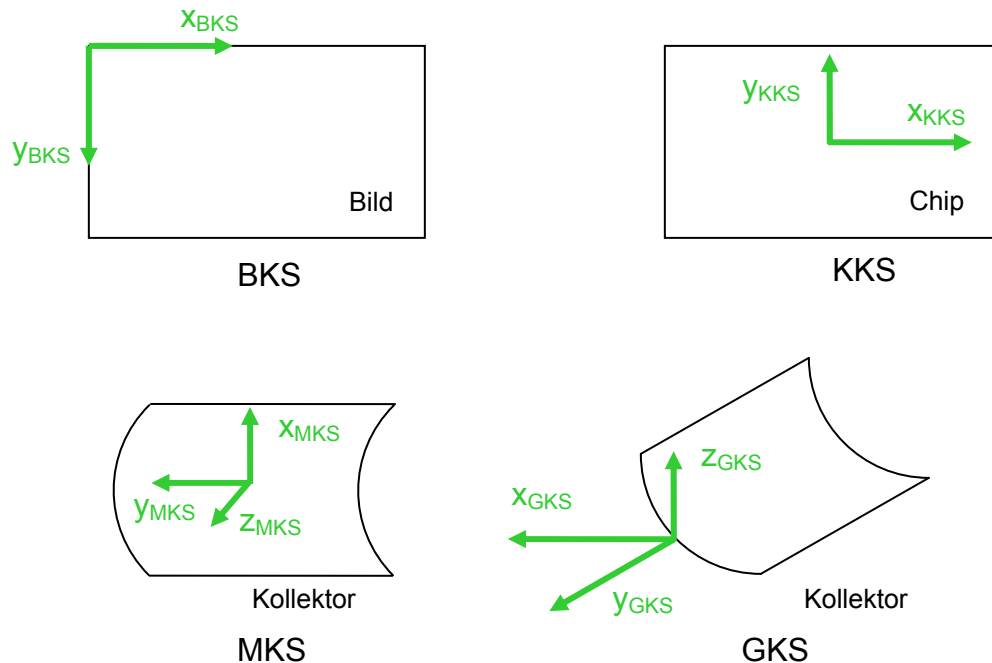 xBKS
yBKS
Bild
BKS
yKKS
xKKS
Chip
KKS
xMKS
yMKS
zMKS
Kollektor
MKS
zGKS
xGKS
yGKS
Kollektor
GKS